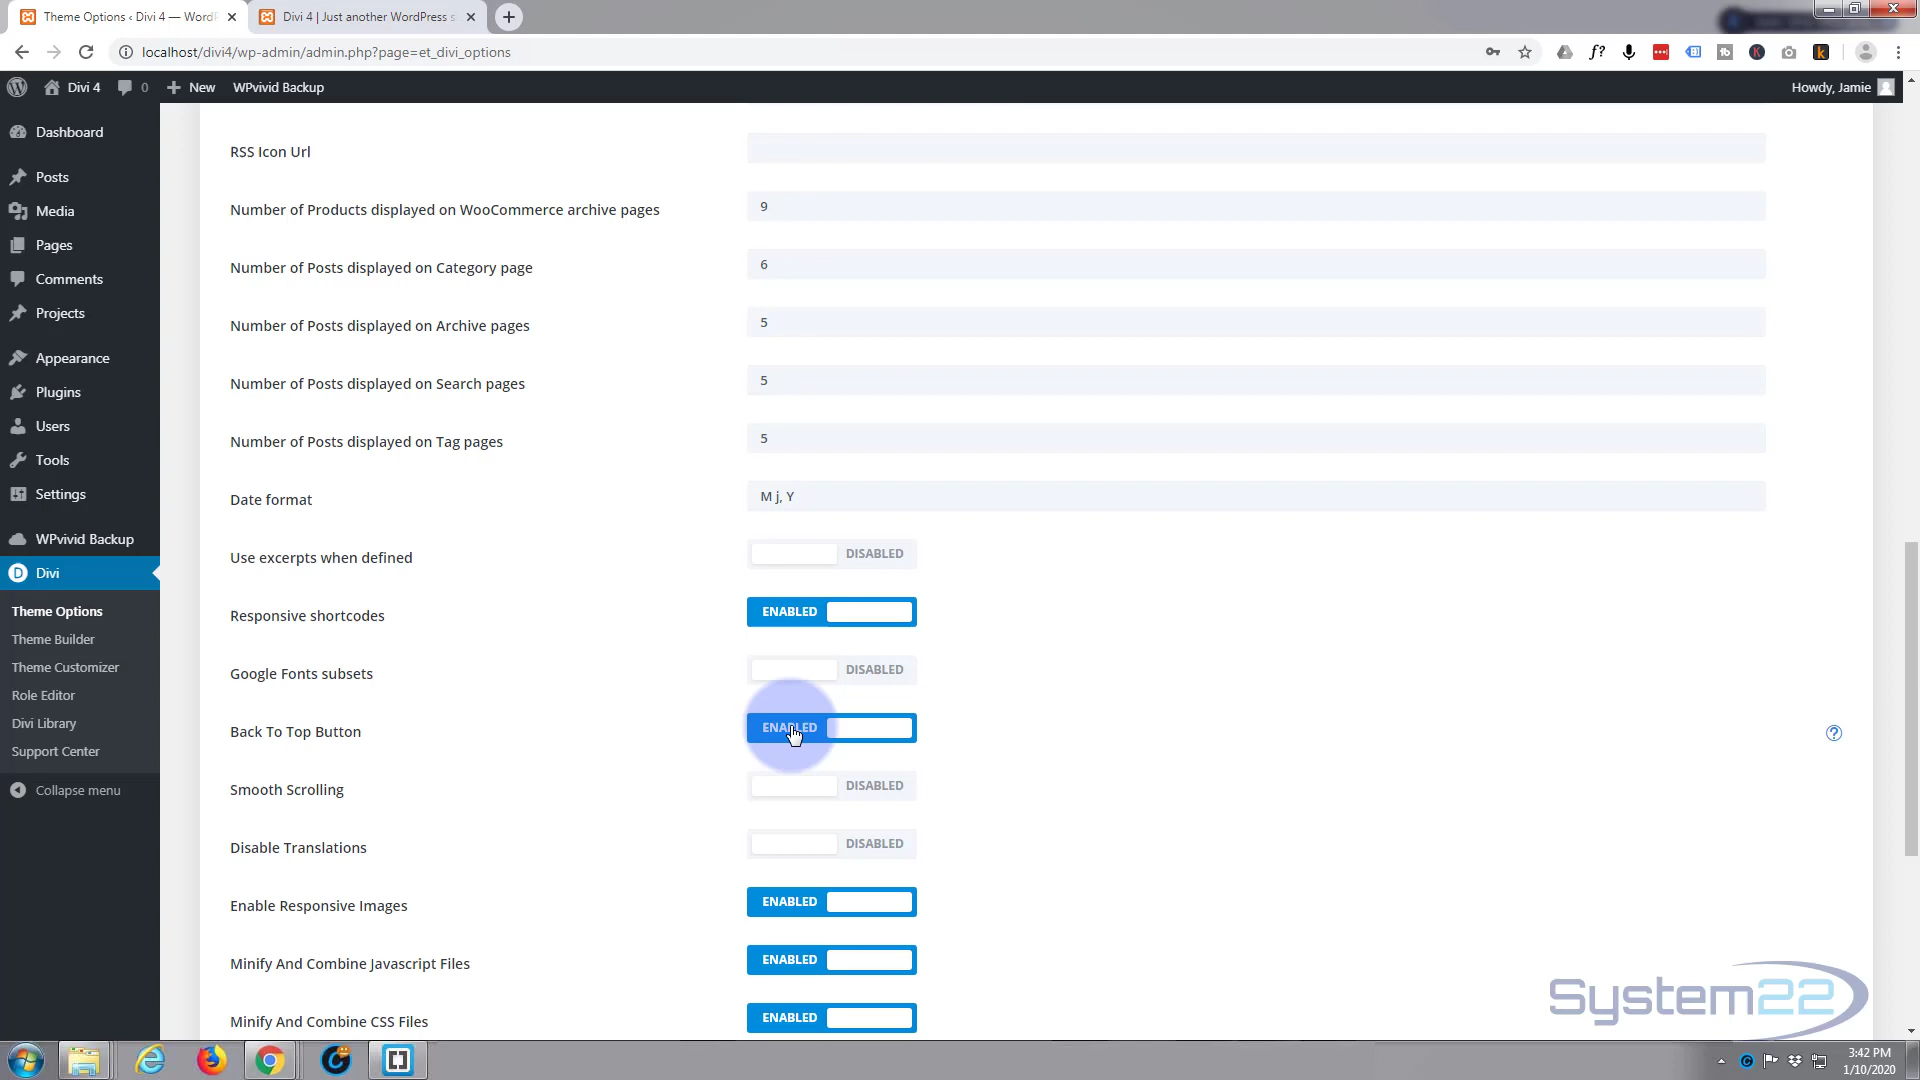 Theme Options ‹ Divi 4 — WordP
Divi 4 | Just another WordPress s
localhost/divi4/wp-admin/admin.php?page=et_divi_options
Divi 4
0
New
WPvivid Backup
Howdy, Jamie
Dashboard
Posts
Media
Pages
Comments
Projects
Appearance
Plugins
Users
Tools
Settings
WPvivid Backup
Divi
Theme Options
Theme Builder
Theme Customizer
Role Editor
Divi Library
Support Center
Collapse menu
RSS Icon Url
Number of Products displayed on WooCommerce archive pages 9
Number of Posts displayed on Category page 6
Number of Posts displayed on Archive pages 5
Number of Posts displayed on Search pages 5
Number of Posts displayed on Tag pages 5
Date format M j, Y
Use excerpts when defined DISABLED
Responsive shortcodes ENABLED
Google Fonts subsets DISABLED
Back To Top Button ENABLED
Smooth Scrolling DISABLED
Disable Translations DISABLED
Enable Responsive Images ENABLED
Minify And Combine Javascript Files ENABLED
Minify And Combine CSS Files ENABLED
System22
3:42 PM
1/10/2020